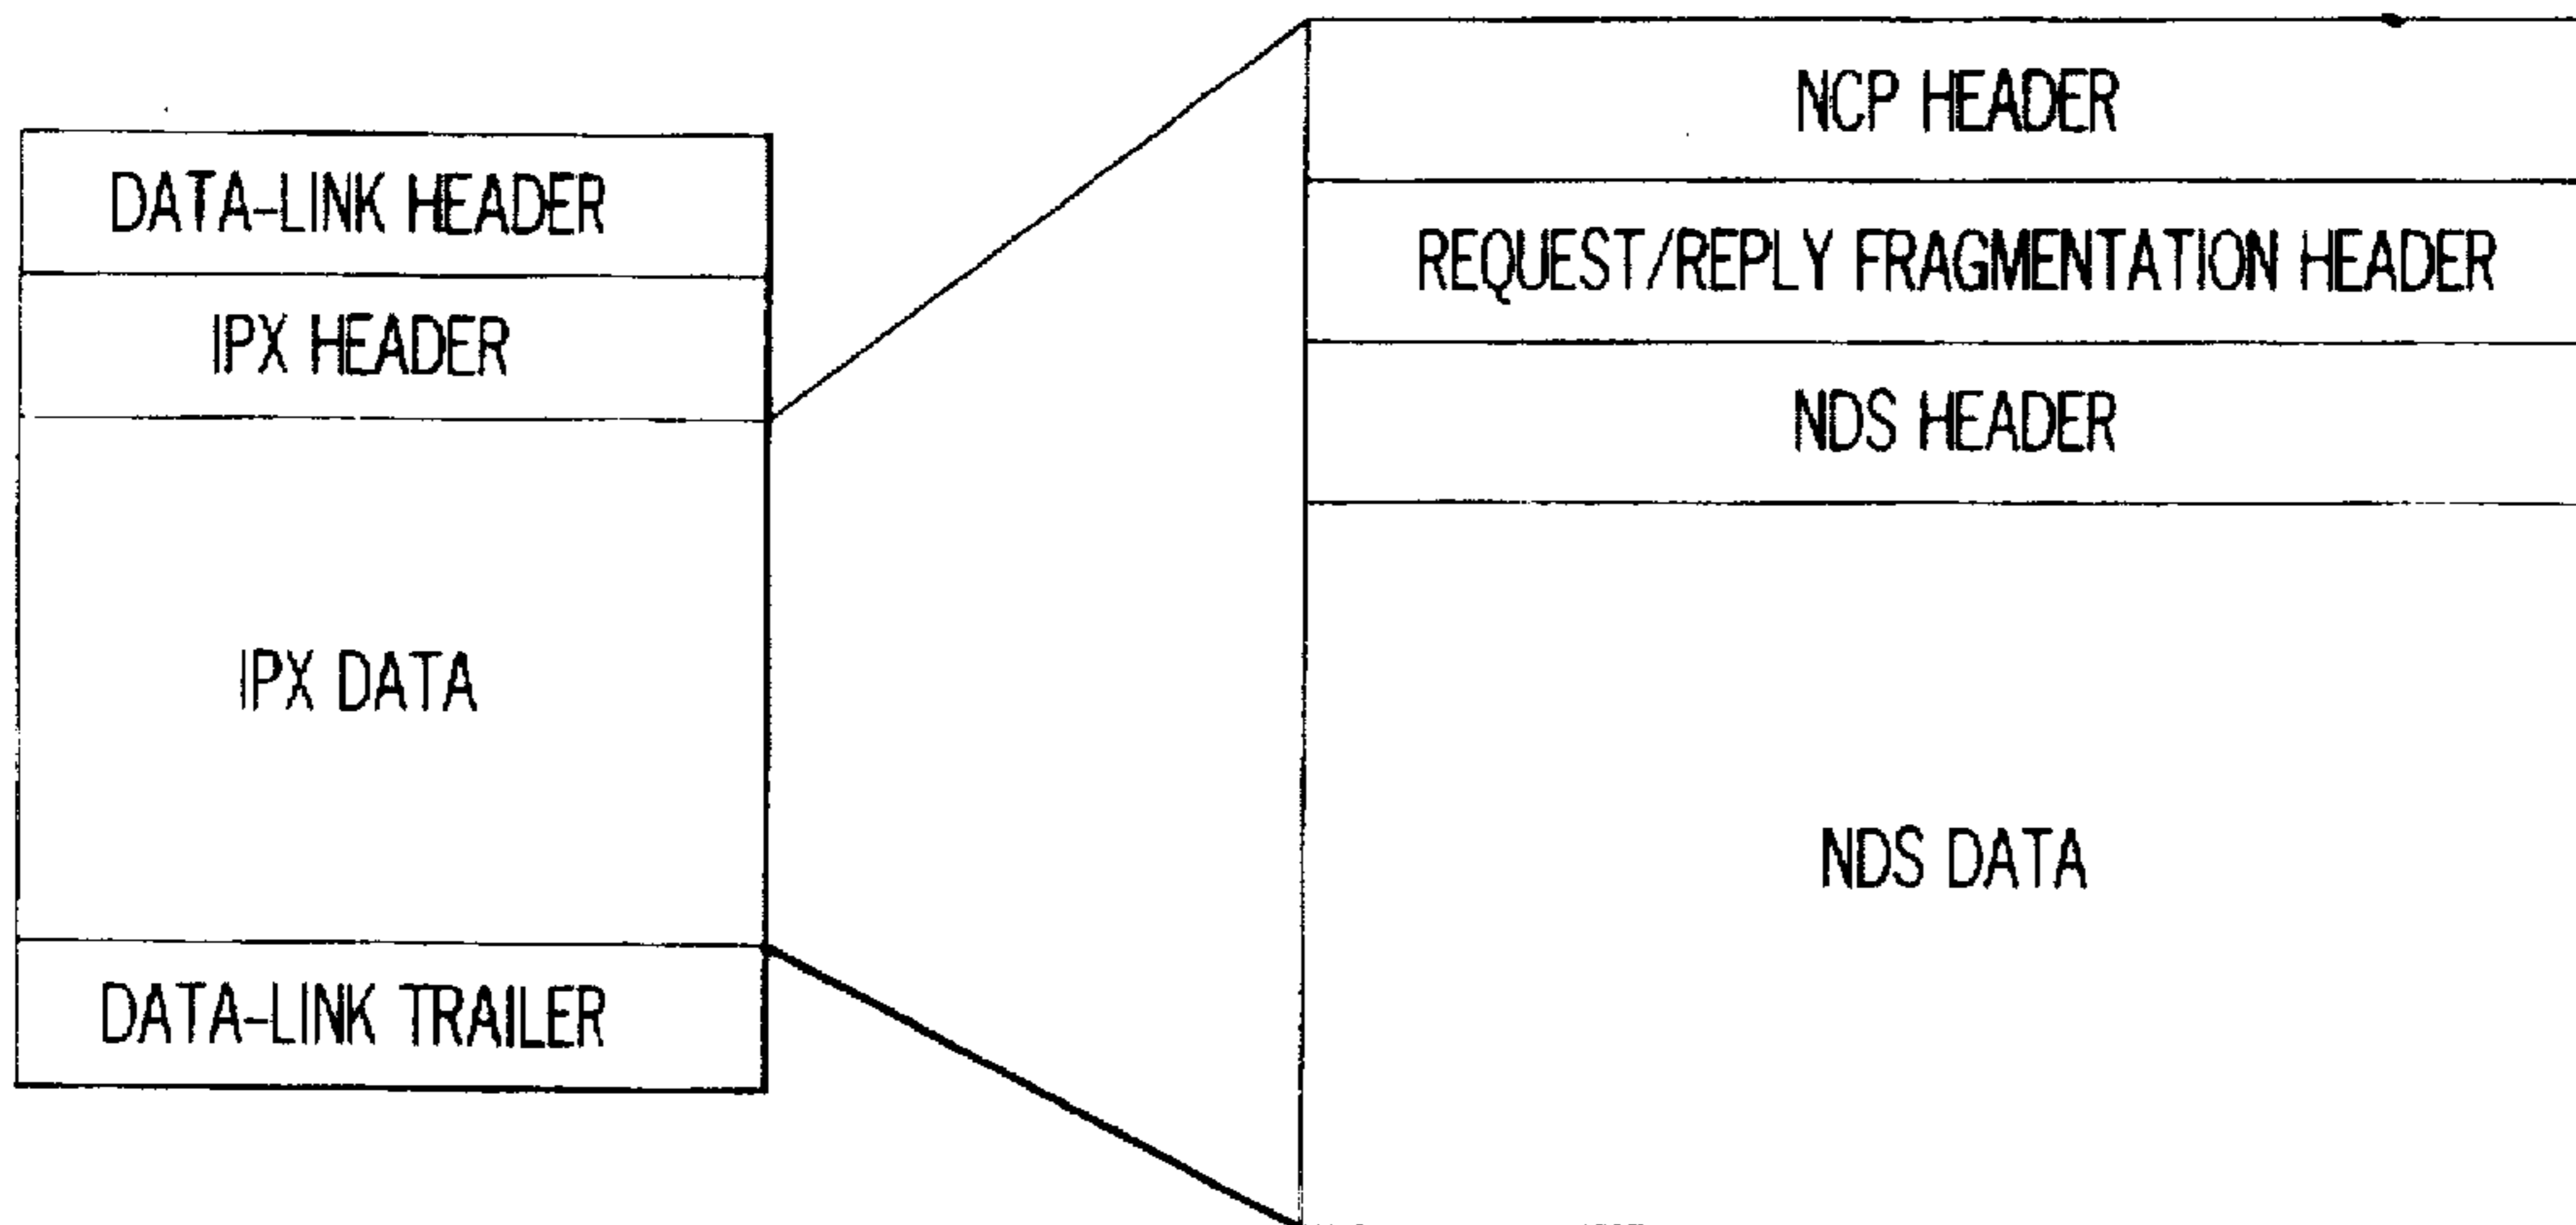 DATA-LINK HEADER
IPX HEADER
IPX DATA
DATA-LINK TRAILER
NCP HEADER
REQUEST/REPLY FRAGMENTATION HEADER
NDS HEADER
NDS DATA